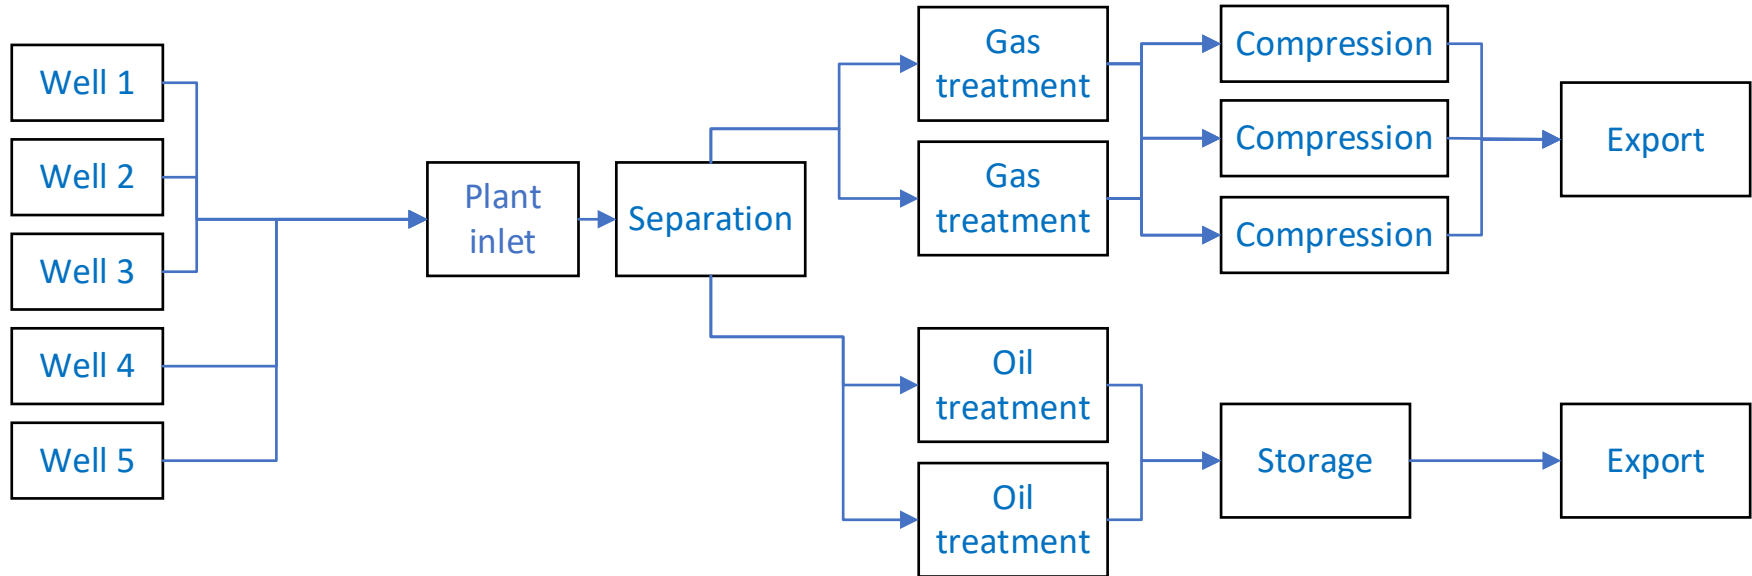 Well 1
Well 2
Well 3
Well 4
Well 5
Plant
inlet
Separation
Gas
treatment
Gas
treatment
Compression
Compression
Compression
Export
Oil
treatment
Oil
treatment
Storage
Export